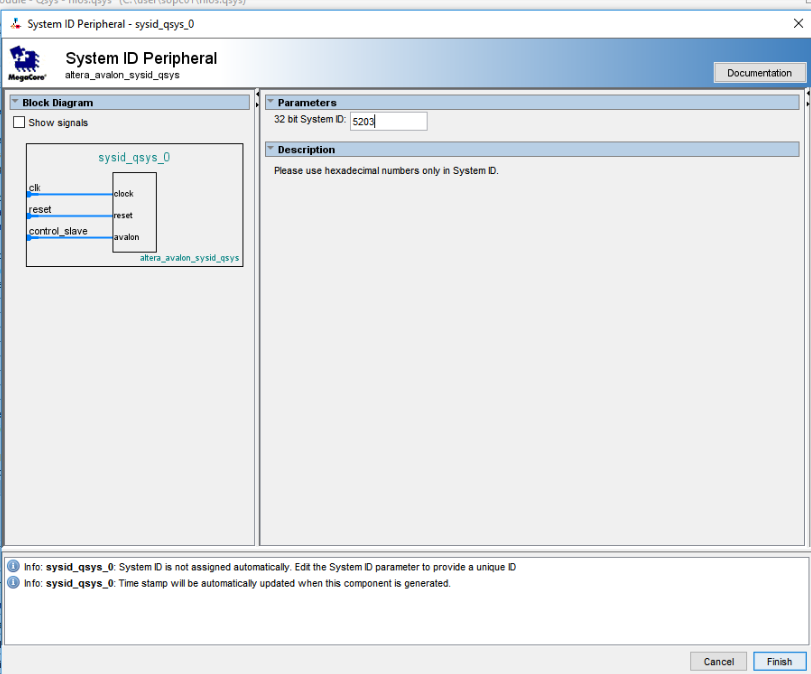 odule - Qsys - nios.qsys* (C:\user\sopc01\nios.qsys)
System ID Peripheral - sysid_qsys_0
System ID Peripheral
altera_avalon_sysid_qsys
MegaCore'
Documentation
Block Diagram
Show signals
sysid_qsys_0
clk
clock
reset
reset
control_slave
avalon
altera_avalon_sysid_qsys
Parameters
32 bit System ID: 5203
Description
Please use hexadecimal numbers only in System ID.
Info: sysid_qsys_0: System ID is not assigned automatically. Edit the System ID parameter to provide a unique ID
Info: sysid_qsys_0: Time stamp will be automatically updated when this component is generated.
Cancel
Finish